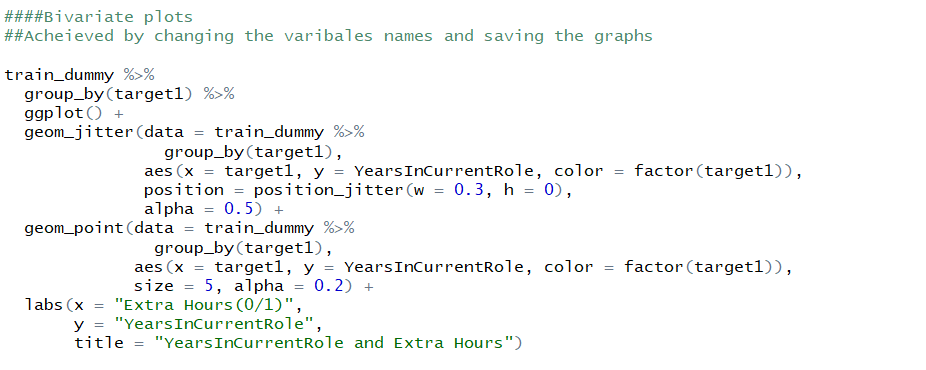 ####Bivariate plots
##Acheieved by changing the varibales names and saving the graphs
train_dummy %>%
  group_by(target1) %>%
  ggplot() +
  geom_jitter(data = train_dummy %>%
                group_by(target1),
              aes(x = target1, y = YearsInCurrentRole, color = factor(target1)),
              position = position_jitter(w = 0.3, h = 0),
              alpha = 0.5) +
  geom_point(data = train_dummy %>%
               group_by(target1),
             aes(x = target1, y = YearsInCurrentRole, color = factor(target1)),
             size = 5, alpha = 0.2) +
  labs(x = "Extra Hours(0/1)",
       y = "YearsInCurrentRole",
       title = "YearsInCurrentRole and Extra Hours")